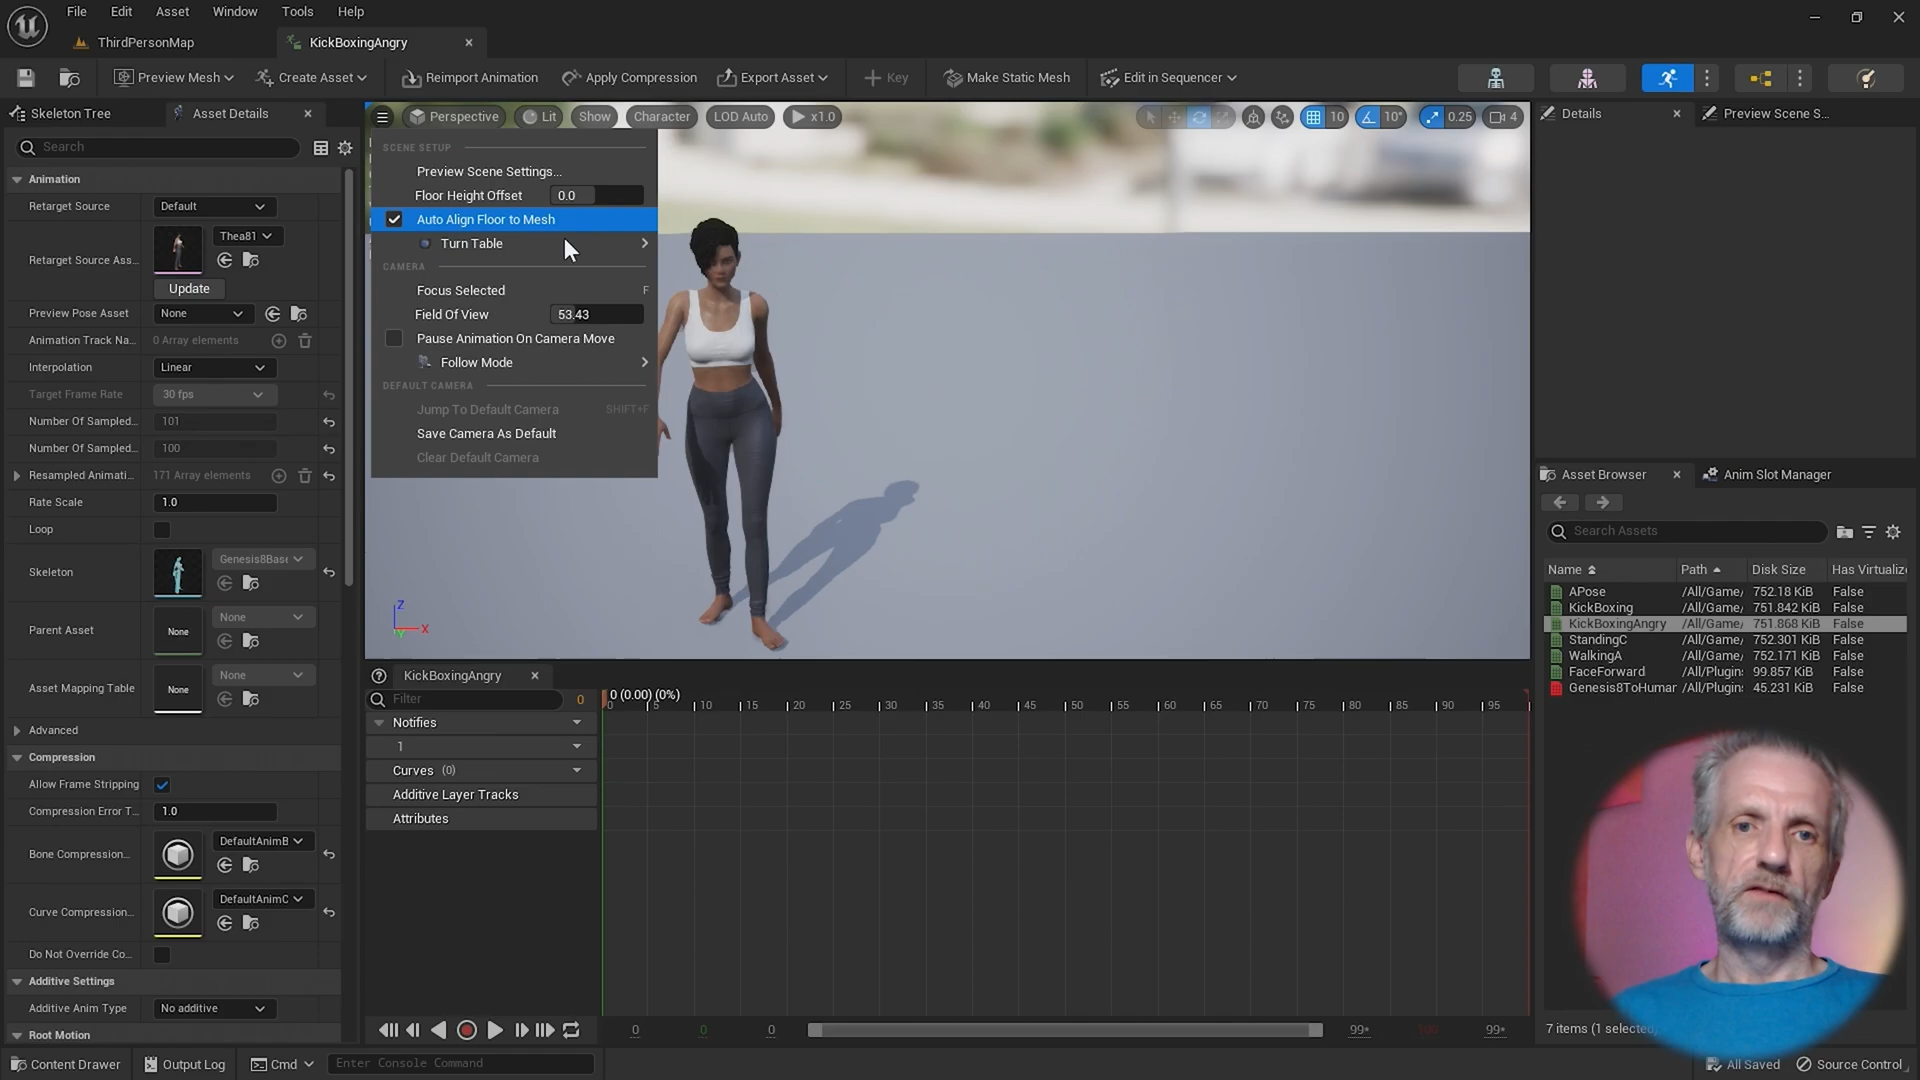 File Edit Asset Window Tools Help
ThirdPersonMap KickBoxingAngry
Preview Mesh Create Asset Reimport Animation Apply Compression Export Asset Key Make Static Mesh Edit in Sequencer
Skeleton Tree Asset Details
Search
Animation
Retarget Source Default
Retarget Source Ass... Thea81
Update
Preview Pose Asset None
Animation Track Na... 0 Array elements
Interpolation Linear
Target Frame Rate 30 fps
Number Of Sampled... 101
Number Of Sampled... 100
Resampled Animati... 171 Array elements
Rate Scale 1.0
Loop
Skeleton Genesis8Base
Parent Asset None None
Asset Mapping Table None None
Advanced
Compression
Allow Frame Stripping
Compression Error T... 1.0
Bone Compression... DefaultAnimB
Curve Compression... DefaultAnimC
Do Not Override Co...
Additive Settings
Additive Anim Type No additive
Root Motion
Perspective Lit Show Character LOD Auto x1.0 10 10° 0.25 4
SCENE SETUP
Preview Scene Settings...
Floor Height Offset 0.0
Auto Align Floor to Mesh
Turn Table
CAMERA
Focus Selected F
Field Of View 53.43
Pause Animation On Camera Move
Follow Mode
DEFAULT CAMERA
Jump To Default Camera SHIFT+F
Save Camera As Default
Clear Default Camera
Z
X
Y
KickBoxingAngry
Filter 0
0 (0.00) (0%)
0 5 10 15 20 25 30 35 40 45 50 55 60 65 70 75 80 85 90 95
Notifies
1
Curves (0)
Additive Layer Tracks
Attributes
0 0 0 99* 100 99*
Details Preview Scene S...
Asset Browser Anim Slot Manager
Search Assets
Name Path Disk Size Has Virtualize
APose /All/Game/ 752.18 KiB False
KickBoxing /All/Game/ 751.842 KiB False
KickBoxingAngry /All/Game/ 751.868 KiB False
StandingC /All/Game/ 752.301 KiB False
WalkingA /All/Game/ 752.171 KiB False
FaceForward /All/Plugins 99.857 KiB False
Genesis8ToHuman /All/Plugins 45.231 KiB False
7 items (1 selected
Content Drawer Output Log Cmd Enter Console Command All Saved Source Control